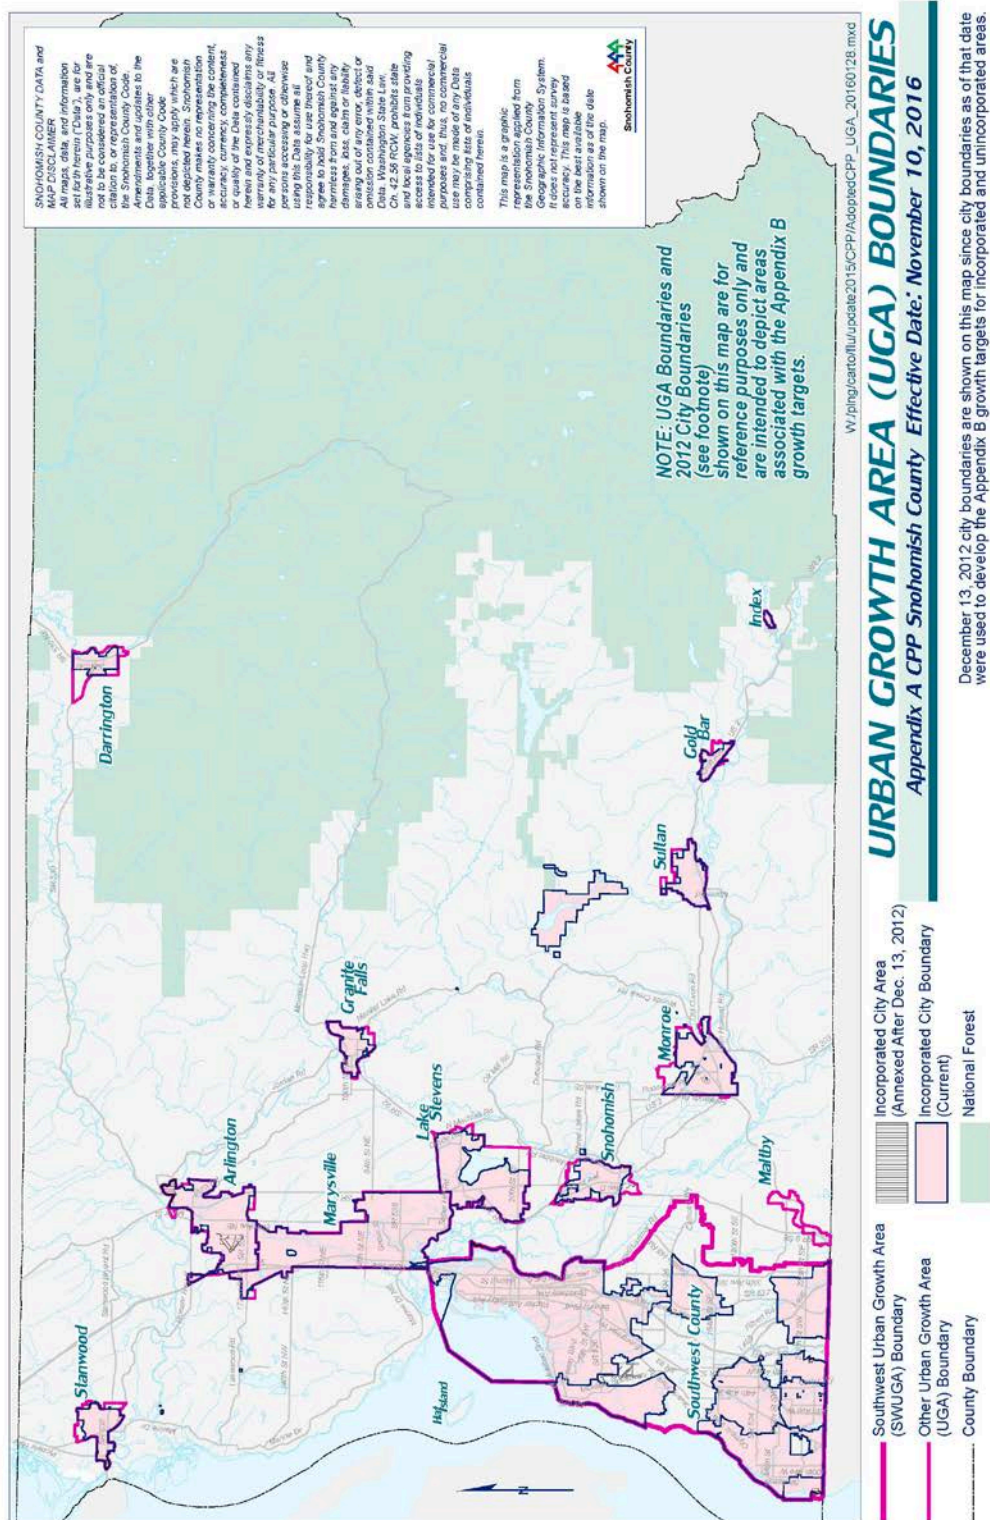 SNOHOMISH COUNTY DATA and
MAP DISCLAIMER
All maps, data, and information
set forth herein ("Data"), are for
illustrative purposes only and are
not to be considered an official
citation to, or representation of,
the Snohomish County Code.
Amendments and updates to the
Data, together with other
applicable County Code
provisions, may apply which are
not depicted herein. Snohomish
County makes no representation
or warranty concerning the content,
accuracy, currency, completeness
or quality of the Data contained
herein and expressly disclaims any
warranty of merchantability or fitness
for any particular purpose. All
persons accessing or otherwise
using this Data assume all
responsibility for use thereof and
agree to hold Snohomish County
harmless from and against any
damages, loss, claim or liability
arising out of any error, defect or
omission contained within said
Data. Washington State Law,
Ch. 42.56 RCW, prohibits state
and local agencies from providing
access to lists of individuals
intended for use for commercial
purposes and, thus, no commercial
use may be made of any Data
comprising lists of individuals
contained herein.
This map is a graphic
representation applied from
the Snohomish County
Geographic Information System.
It does not represent survey
accuracy. This map is based
on the best available
information as of the date
shown on the map.
Snohomish County
NOTE: UGA Boundaries and
2012 City Boundaries
(see footnote)
shown on this map are for
reference purposes only and
are intended to depict areas
associated with the Appendix B
growth targets.
Stanwood
Arlington
Darrington
Marysville
Granite
Falls
Lake
Stevens
Hat Island
Snohomish
Monroe
Sultan
Gold
Bar
Index
Southwest County
Maltby
N
W:/plng/carto/flu/update2015/CPP/AdoptedCPP_UGA_20160128.mxd
URBAN GROWTH AREA (UGA) BOUNDARIES
Appendix A CPP Snohomish County Effective Date: November 10, 2016
Southwest Urban Growth Area
(SWUGA) Boundary
Other Urban Growth Area
(UGA) Boundary
County Boundary
Incorporated City Area
(Annexed After Dec. 13, 2012)
Incorporated City Boundary
(Current)
National Forest
December 13, 2012 city boundaries are shown on this map since city boundaries as of that date
were used to develop the Appendix B growth targets for incorporated and unincorporated areas.